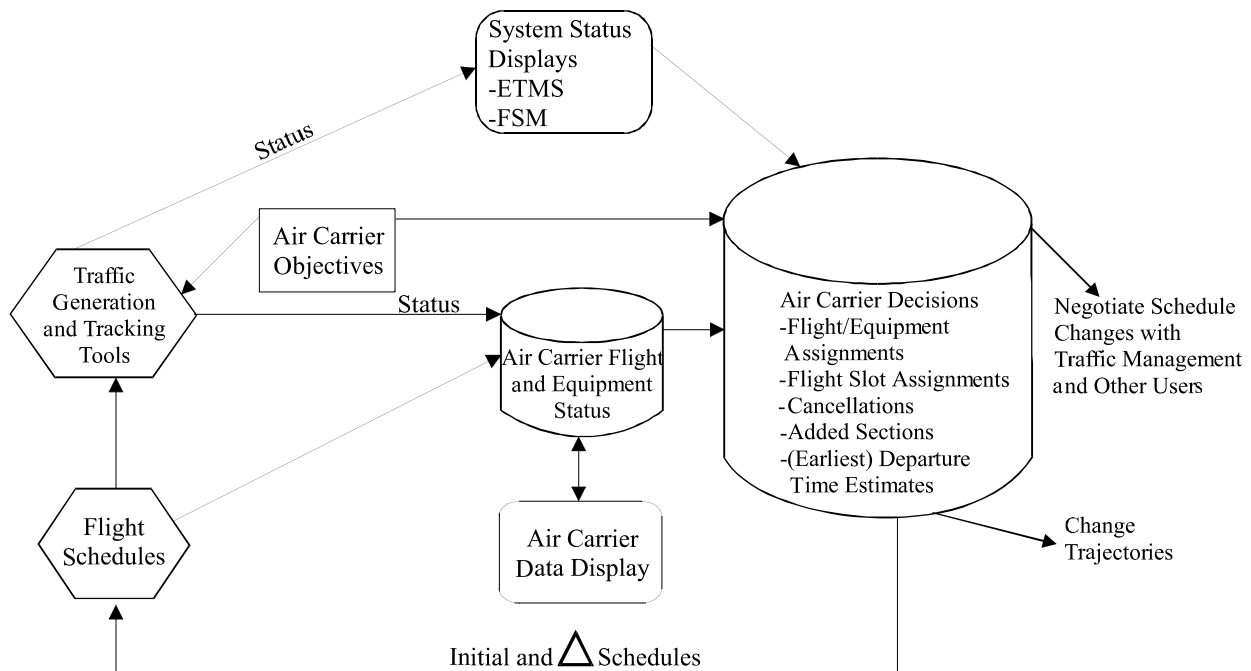 System Status
Displays
-ETMS
-FSM
Status
Air Carrier
Objectives
Traffic
Generation
and Tracking
Tools
Status
Air Carrier Flight
and Equipment
Status
Air Carrier Decisions
-Flight/Equipment
Assignments
-Flight Slot Assignments
-Cancellations
-Added Sections
-(Earliest) Departure
Time Estimates
Negotiate Schedule
Changes with
Traffic Management
and Other Users
Flight
Schedules
Air Carrier
Data Display
Change
Trajectories
Initial and △ Schedules